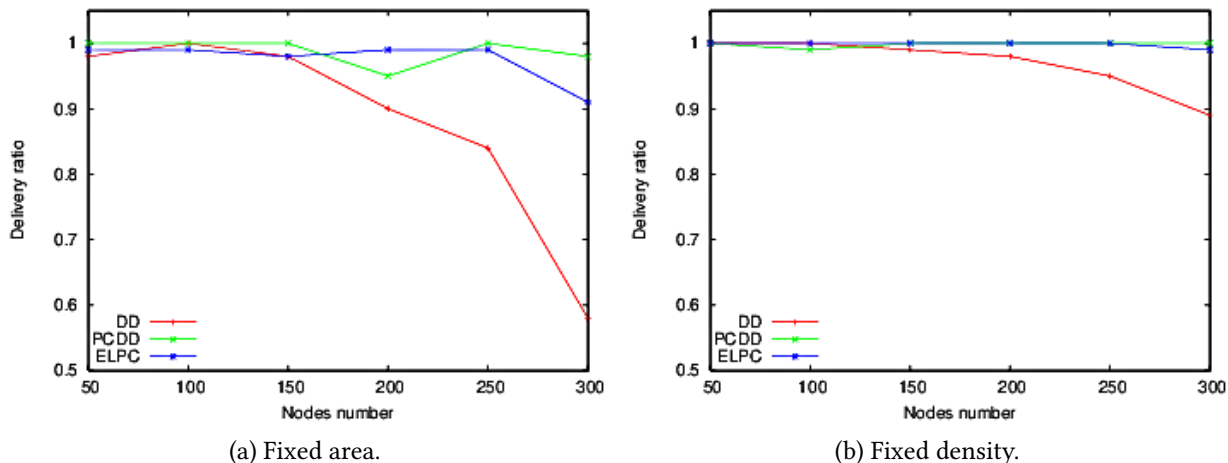 1
0.9
0.8
0.7
0.6
0.5
Delivery ratio
DD
PCDD
ELPC
50 100 150 200 250 300
Nodes number
(a) Fixed area.
1
0.9
0.8
0.7
0.6
0.5
Delivery ratio
DD
PCDD
ELPC
50 100 150 200 250 300
Nodes number
(b) Fixed density.